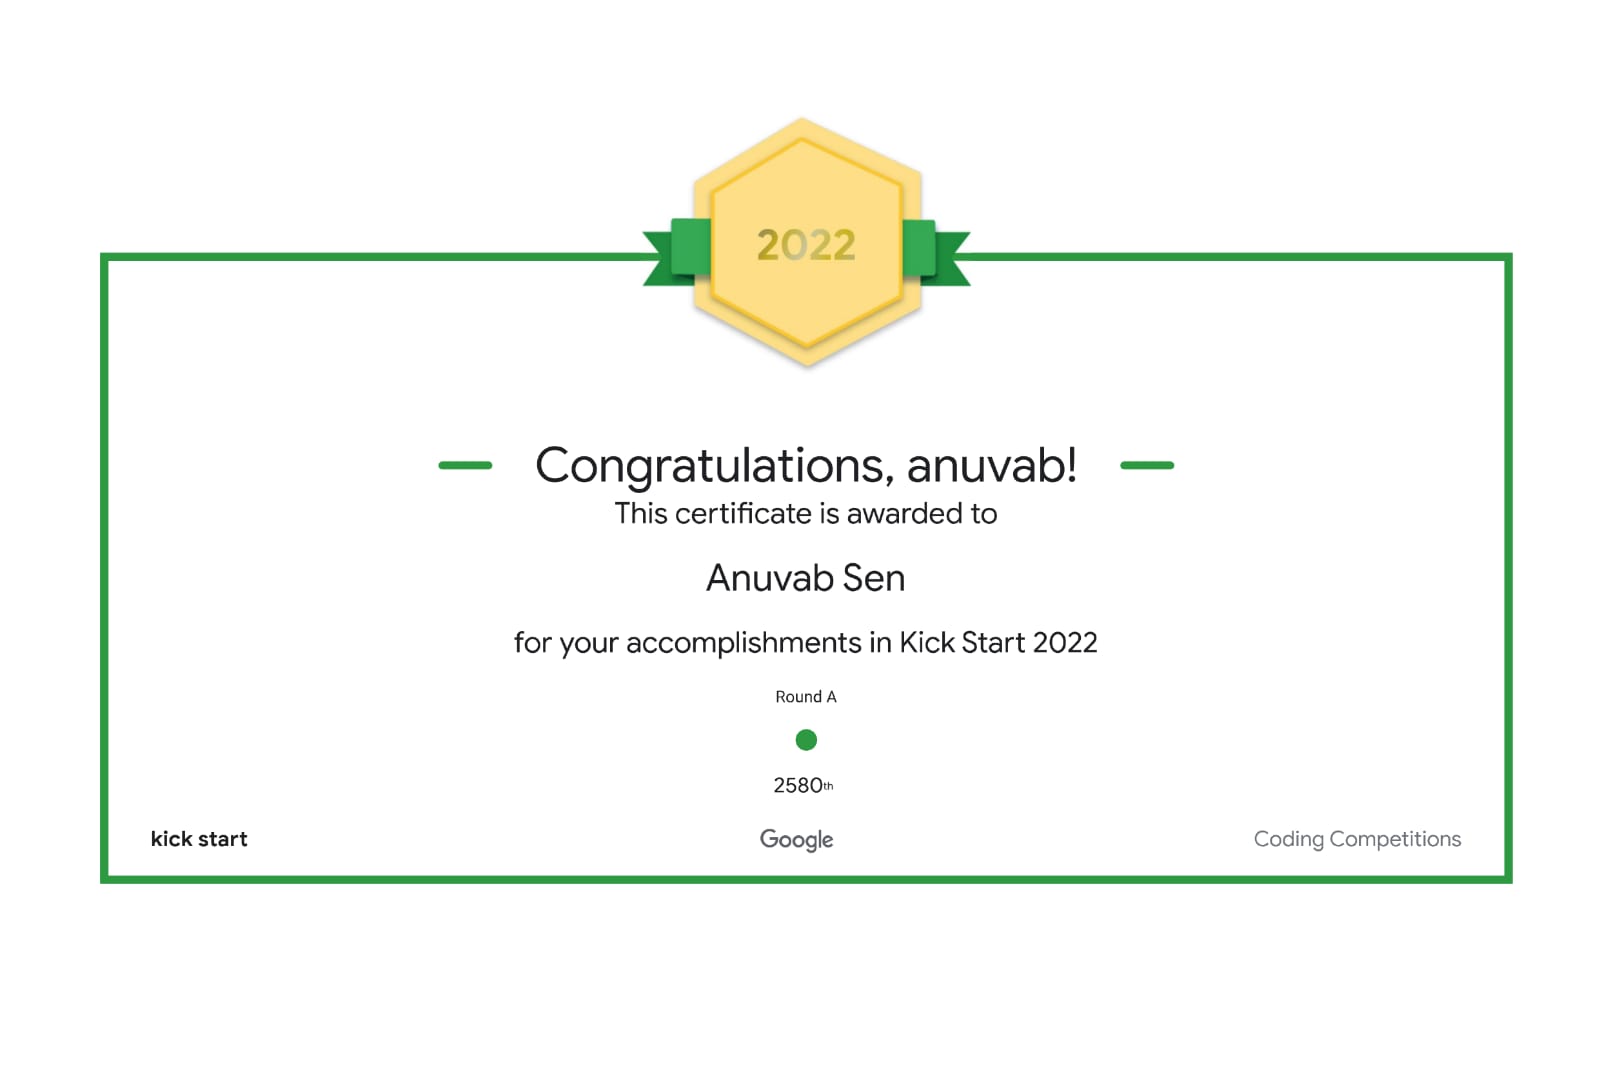 2022
Congratulations, anuvab!
This certificate is awarded to
Anuvab Sen
for your accomplishments in Kick Start 2022
Round A
2580th
kick start
Google
Coding Competitions